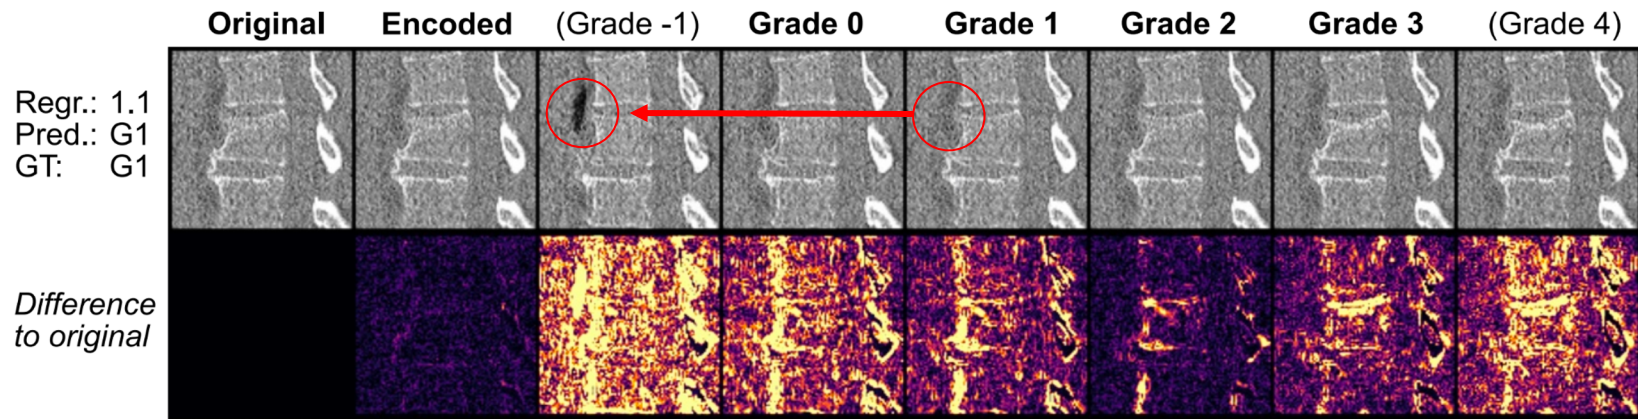 Original Encoded (Grade -1) Grade 0 Grade 1 Grade 2 Grade 3 (Grade 4)
Regr.: 1.1
Pred.: G1
GT: G1
Difference
to original